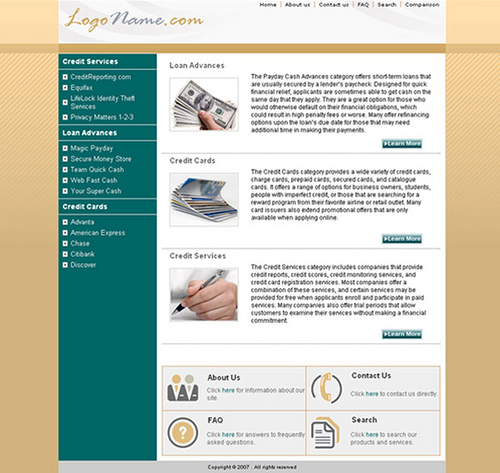 LogoName.com
Home | About us | Contact us | FAQ | Search | Comparison
Credit Services
CreditReporting.com
Equifax
LifeLock Identity Theft
Services
Privacy Matters 1-2-3
Loan Advances
Magic Payday
Secure Money Store
Team Quick Cash
Web Fast Cash
Your Super Cash
Credit Cards
Advanta
American Express
Chase
Citibank
Discover
Loan Advances
The Payday Cash Advances category offers short-term loans that
are usually secured by a lender's paycheck. Designed for quick
financial relief, applicants are sometimes able to get cash on the
same day that they apply. They are a great option for those who
would otherwise default on their financial obligations, which
could result in high penalty fees or worse. Many offer refinancing
options upon the loan's due date for those that may need
additional time in making their payments.
Learn More
Credit Cards
The Credit Cards category provides a wide variety of credit cards,
charge cards, prepaid cards, secured cards, and catalogue
cards. It offers a range of options for business owners, students,
people with imperfect credit, or those that are searching for a
reward program from their favorite airline or retail outlet. Many
card issuers also extend promotional offers that are only
available when applying online.
Learn More
Credit Services
The Credit Services category includes companies that provide
credit reports, credit scores, credit monitoring services, and
credit card registration services. Most companies offer a
combination of these services, and certain services may be
provided for free when applicants enroll and participate in paid
services. Many companies also offer trial periods that allow
customers to examine their services without making a financial
commitment.
Learn More
About Us
Click here for information about our
site.
Contact Us
Click here to contact us directly.
FAQ
Click here for answers to frequently
asked questions.
Search
Click here to search our
products and services.
Copyright © 2007 . All rights reserved